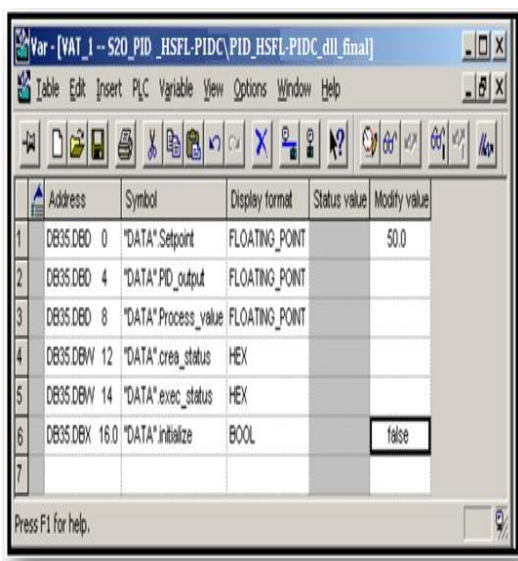 Var - [VAT_1 -- S20_PID _HSFL-PIDC\PID_HSFL-PIDC_dll_final]
Table Edit Insert PLC Variable View Options Window Help
Address Symbol Display format Status value Modify value
1 DB35.DBD 0 "DATA".Setpoint FLOATING_POINT 50.0
2 DB35.DBD 4 "DATA".PID_output FLOATING_POINT
3 DB35.DBD 8 "DATA".Process_value FLOATING_POINT
4 DB35.DBW 12 "DATA".crea_status HEX
5 DB35.DBW 14 "DATA".exec_status HEX
6 DB35.DBX 16.0 "DATA".initialize BOOL false
7
Press F1 for help.